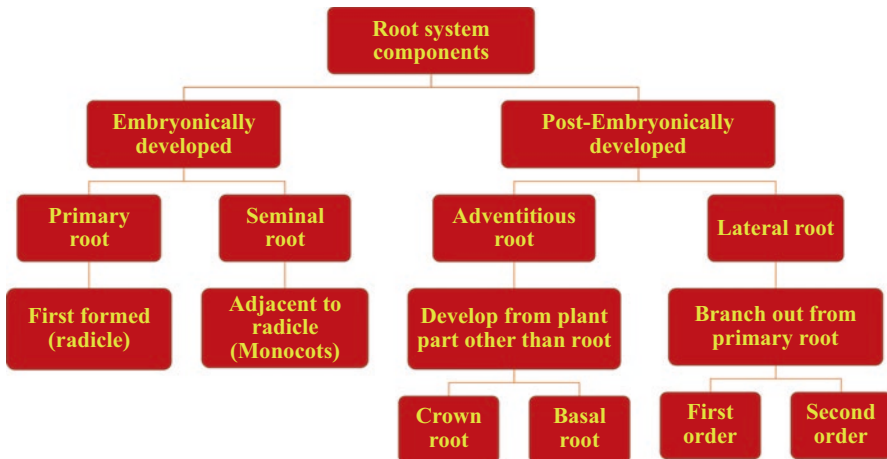 Root system
components
Embryonically
developed
Post-Embryonically
developed
Primary
root
Seminal
root
Adventitious
root
Lateral root
First formed
(radicle)
Adjacent to
radicle
(Monocots)
Develop from plant
part other than root
Branch out from
primary root
Crown
root
Basal
root
First
order
Second
order